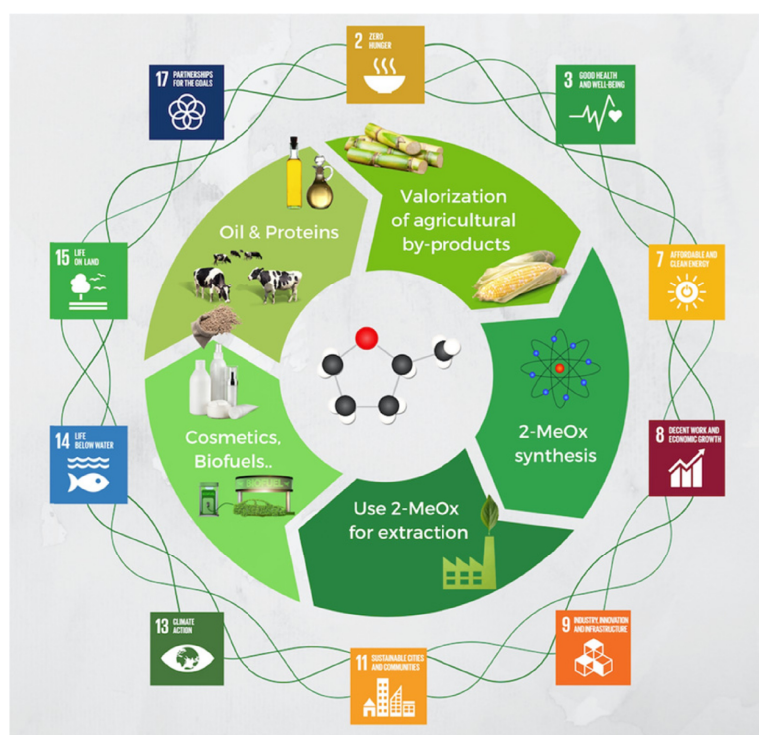 2 ZERO
HUNGER
17 PARTNERSHIPS
FOR THE GOALS
3 GOOD HEALTH
AND WELL-BEING
Valorization
of agricultural
by-products
Oil & Proteins
15 LIFE
ON LAND
7 AFFORDABLE AND
CLEAN ENERGY
2-MeOx
synthesis
Cosmetics,
Biofuels..
14 LIFE
BELOW WATER
8 DECENT WORK AND
ECONOMIC GROWTH
BIOFUELS
Use 2-MeOx
for extraction
13 CLIMATE
ACTION
9 INDUSTRY, INNOVATION
AND INFRASTRUCTURE
11 SUSTAINABLE CITIES
AND COMMUNITIES